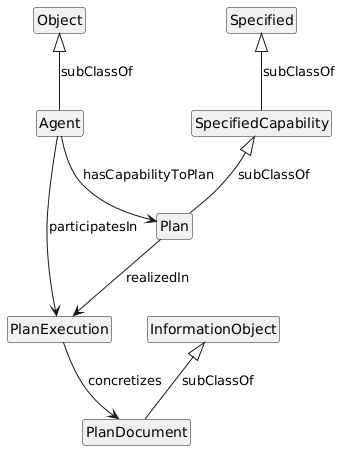 Object
Specified
subClassOf
subClassOf
Agent
SpecifiedCapability
hasCapabilityToPlan
subClassOf
participatesIn
Plan
realizedIn
PlanExecution
InformationObject
concretizes
subClassOf
PlanDocument